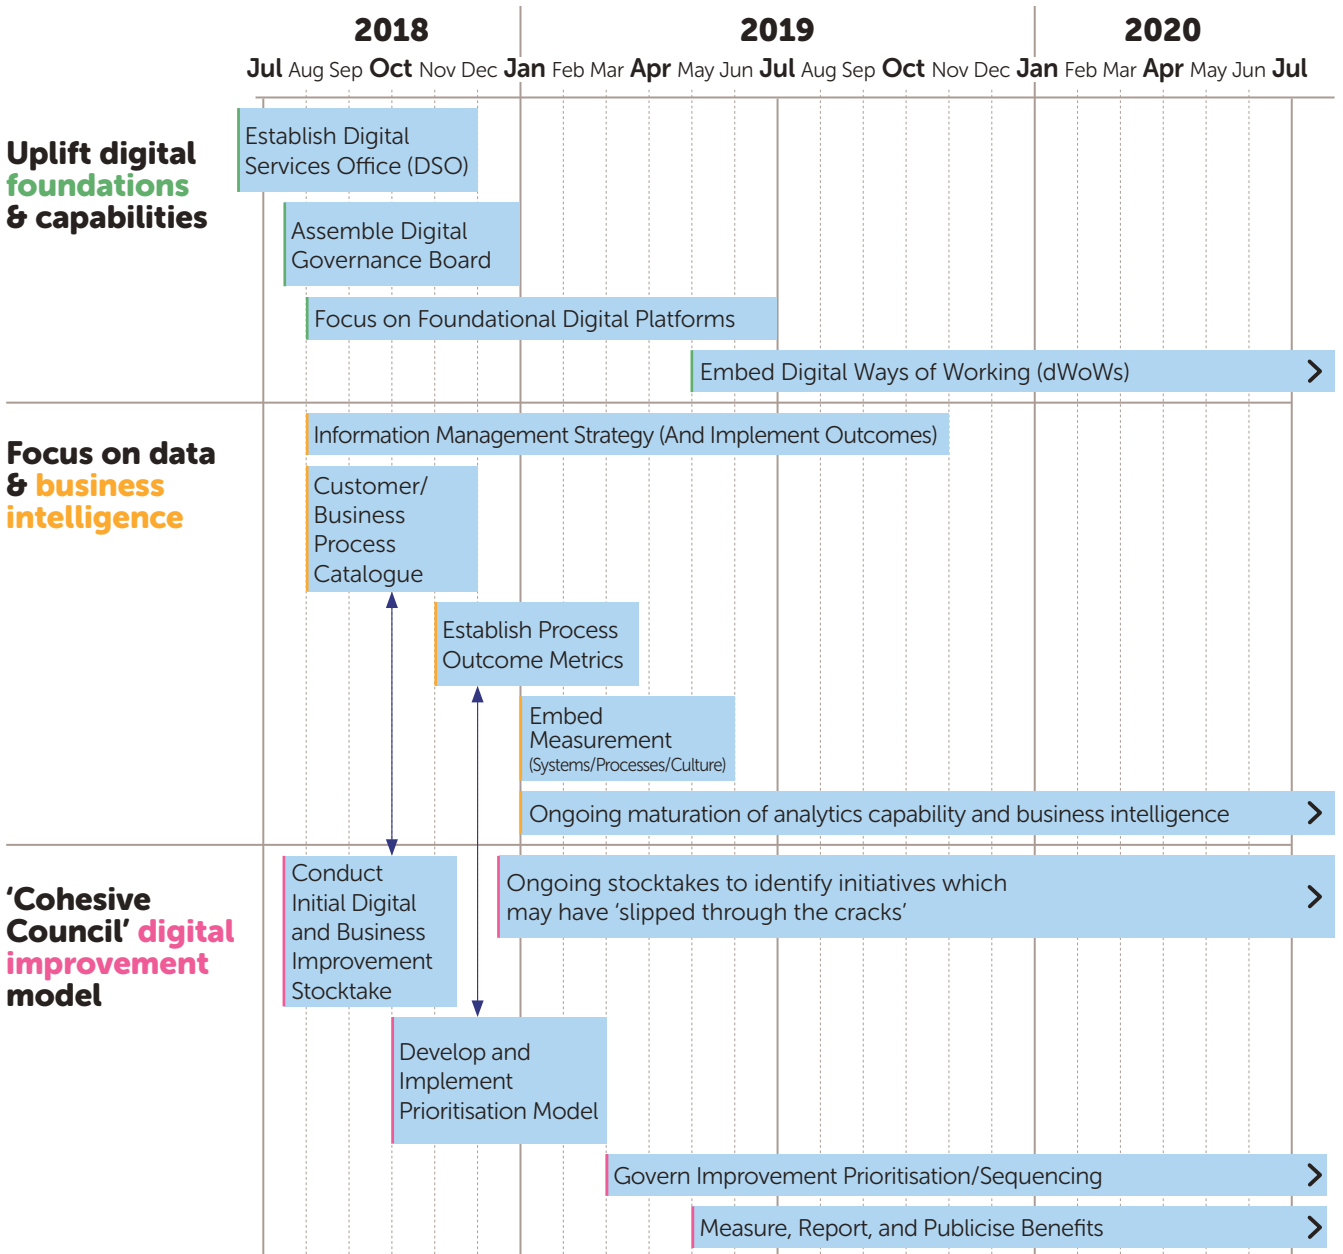 2018 2019 2020
Jul Aug Sep Oct Nov Dec Jan Feb Mar Apr May Jun Jul Aug Sep Oct Nov Dec Jan Feb Mar Apr May Jun Jul
Uplift digital
foundations
& capabilities
Establish Digital
Services Office (DSO)
Assemble Digital
Governance Board
Focus on Foundational Digital Platforms
Embed Digital Ways of Working (dWoWs)
Focus on data
& business
intelligence
Information Management Strategy (And Implement Outcomes)
Customer/
Business
Process
Catalogue
Establish Process
Outcome Metrics
Embed
Measurement
(Systems/Processes/Culture)
Ongoing maturation of analytics capability and business intelligence
‘Cohesive
Council’ digital
improvement
model
Conduct
Initial Digital
and Business
Improvement
Stocktake
Ongoing stocktakes to identify initiatives which
may have ‘slipped through the cracks’
Develop and
Implement
Prioritisation Model
Govern Improvement Prioritisation/Sequencing
Measure, Report, and Publicise Benefits